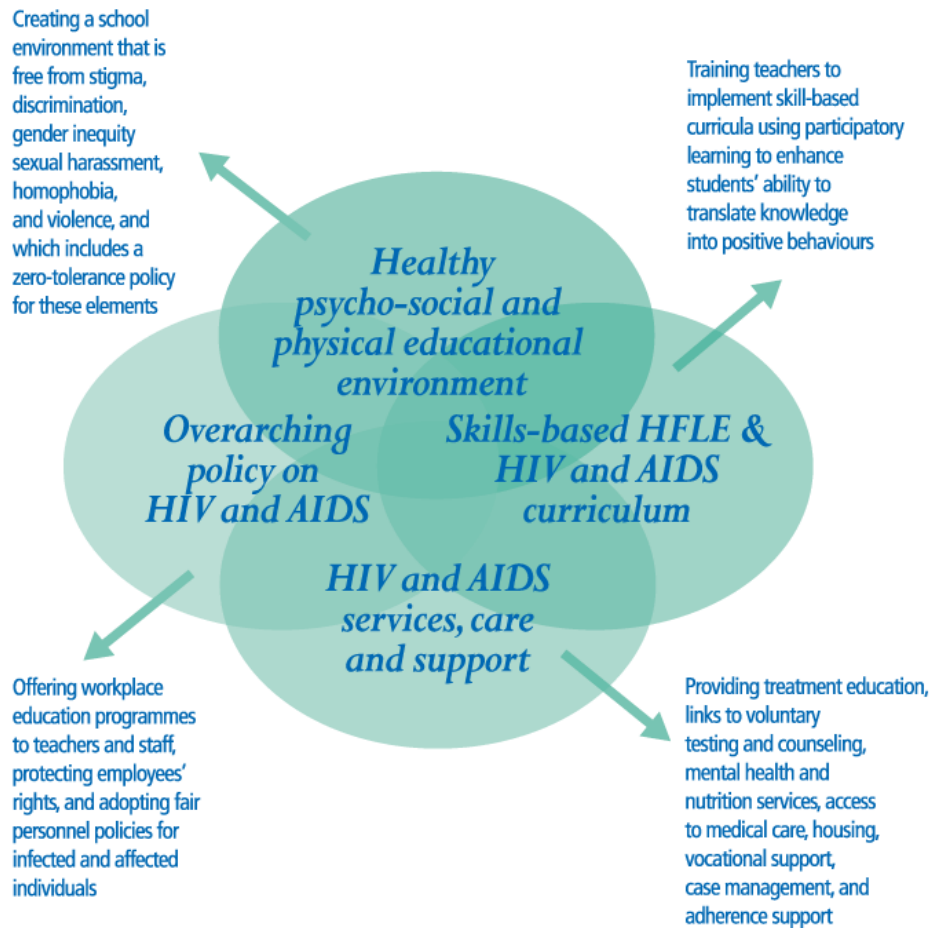 Creating a school
environment that is
free from stigma,
discrimination,
gender inequity
sexual harassment,
homophobia,
and violence, and
which includes a
zero-tolerance policy
for these elements
Training teachers to
implement skill-based
curricula using participatory
learning to enhance
students' ability to
translate knowledge
into positive behaviours
Healthy
psycho-social and
physical educational
environment
Overarching
policy on
HIV and AIDS
Skills-based HFLE &
HIV and AIDS
curriculum
HIV and AIDS
services, care
and support
Offering workplace
education programmes
to teachers and staff,
protecting employees'
rights, and adopting fair
personnel policies for
infected and affected
individuals
Providing treatment education,
links to voluntary
testing and counseling,
mental health and
nutrition services, access
to medical care, housing,
vocational support,
case management, and
adherence support